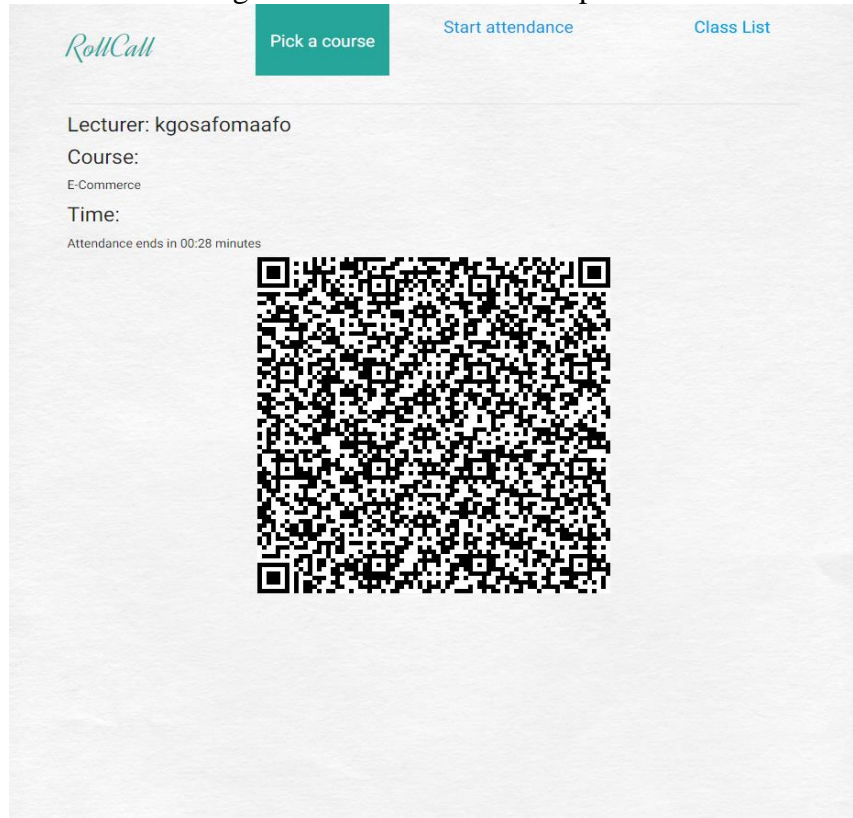 RollCall
Pick a course
Start attendance
Class List
Lecturer: kgosafomaafo
Course:
E-Commerce
Time:
Attendance ends in 00:28 minutes